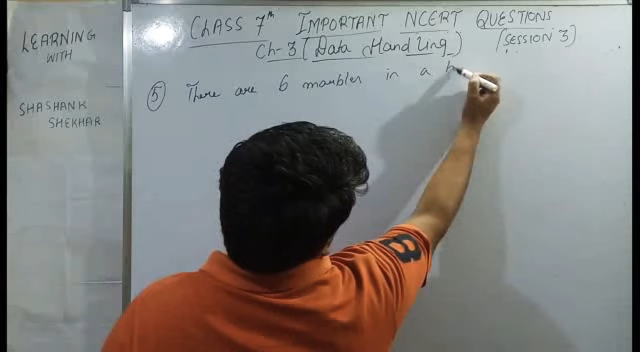 LEARNING
WITH
SHASHANK
SHEKHAR
CLASS 7th IMPORTANT NCERT QUESTIONS
Ch-3 (Data Handling) (SESSION 3)
(5) There are 6 marbles in a